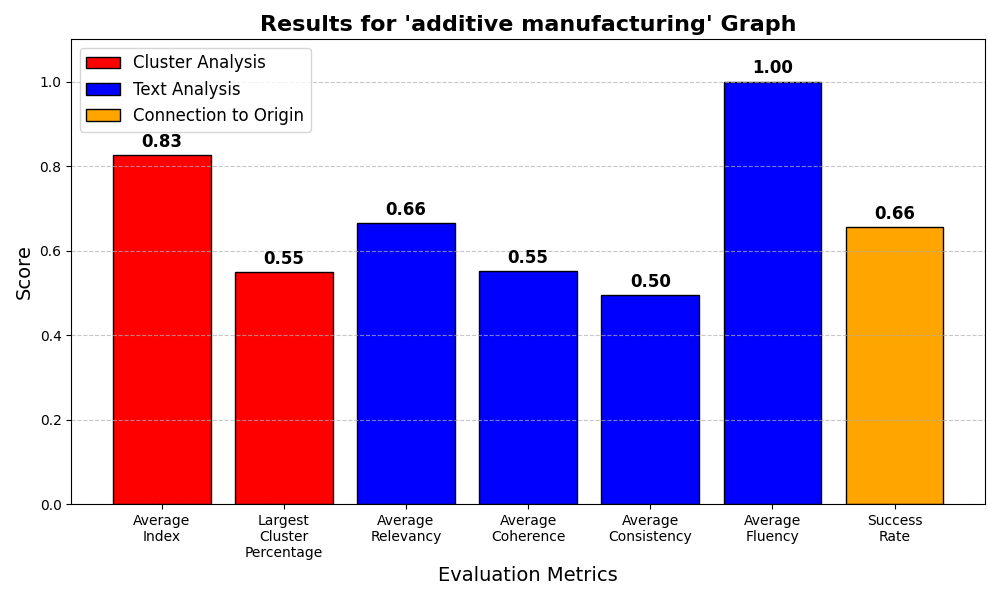 Results for 'additive manufacturing' Graph
Cluster Analysis
Text Analysis
Connection to Origin
Score
1.0
0.8
0.6
0.4
0.2
0.0
0.83
0.55
0.66
0.55
0.50
1.00
0.66
Average
Index
Largest
Cluster
Percentage
Average
Relevancy
Average
Coherence
Average
Consistency
Average
Fluency
Success
Rate
Evaluation Metrics